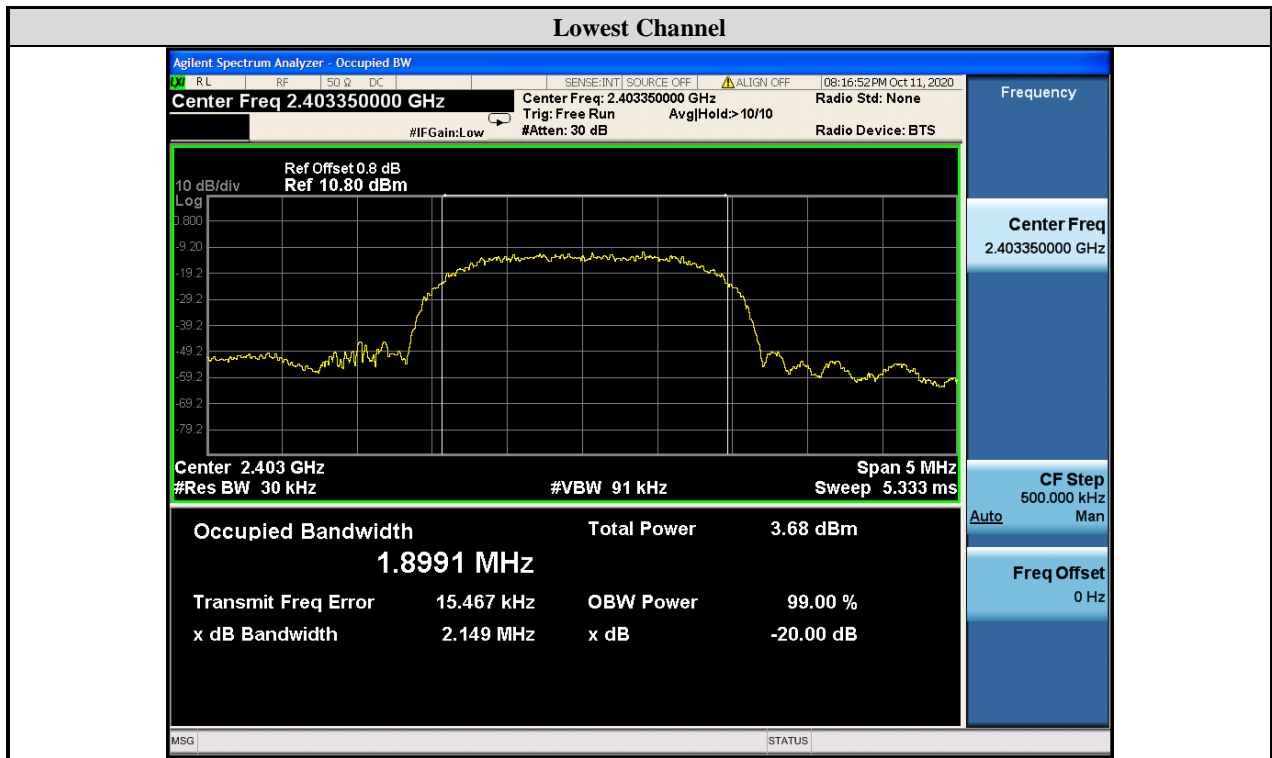 Lowest Channel
Agilent Spectrum Analyzer - Occupied BW
LXI RL RF 50 Ω DC SENSE:INT SOURCE OFF ALIGN OFF 08:16:52 PM Oct 11, 2020
Center Freq 2.403350000 GHz
#IFGain:Low
Center Freq: 2.403350000 GHz
Trig: Free Run Avg|Hold:> 10/10
#Atten: 30 dB
Radio Std: None
Radio Device: BTS
Frequency
Ref Offset 0.8 dB
10 dB/div Ref 10.80 dBm
Log
0.800
-9.20
-19.2
-29.2
-39.2
-49.2
-59.2
-69.2
-79.2
Center 2.403 GHz Span 5 MHz
#Res BW 30 kHz #VBW 91 kHz Sweep 5.333 ms
Occupied Bandwidth Total Power 3.68 dBm
1.8991 MHz
Transmit Freq Error 15.467 kHz OBW Power 99.00 %
x dB Bandwidth 2.149 MHz x dB -20.00 dB
Center Freq
2.403350000 GHz
CF Step
500.000 kHz
Auto Man
Freq Offset
0 Hz
MSG STATUS